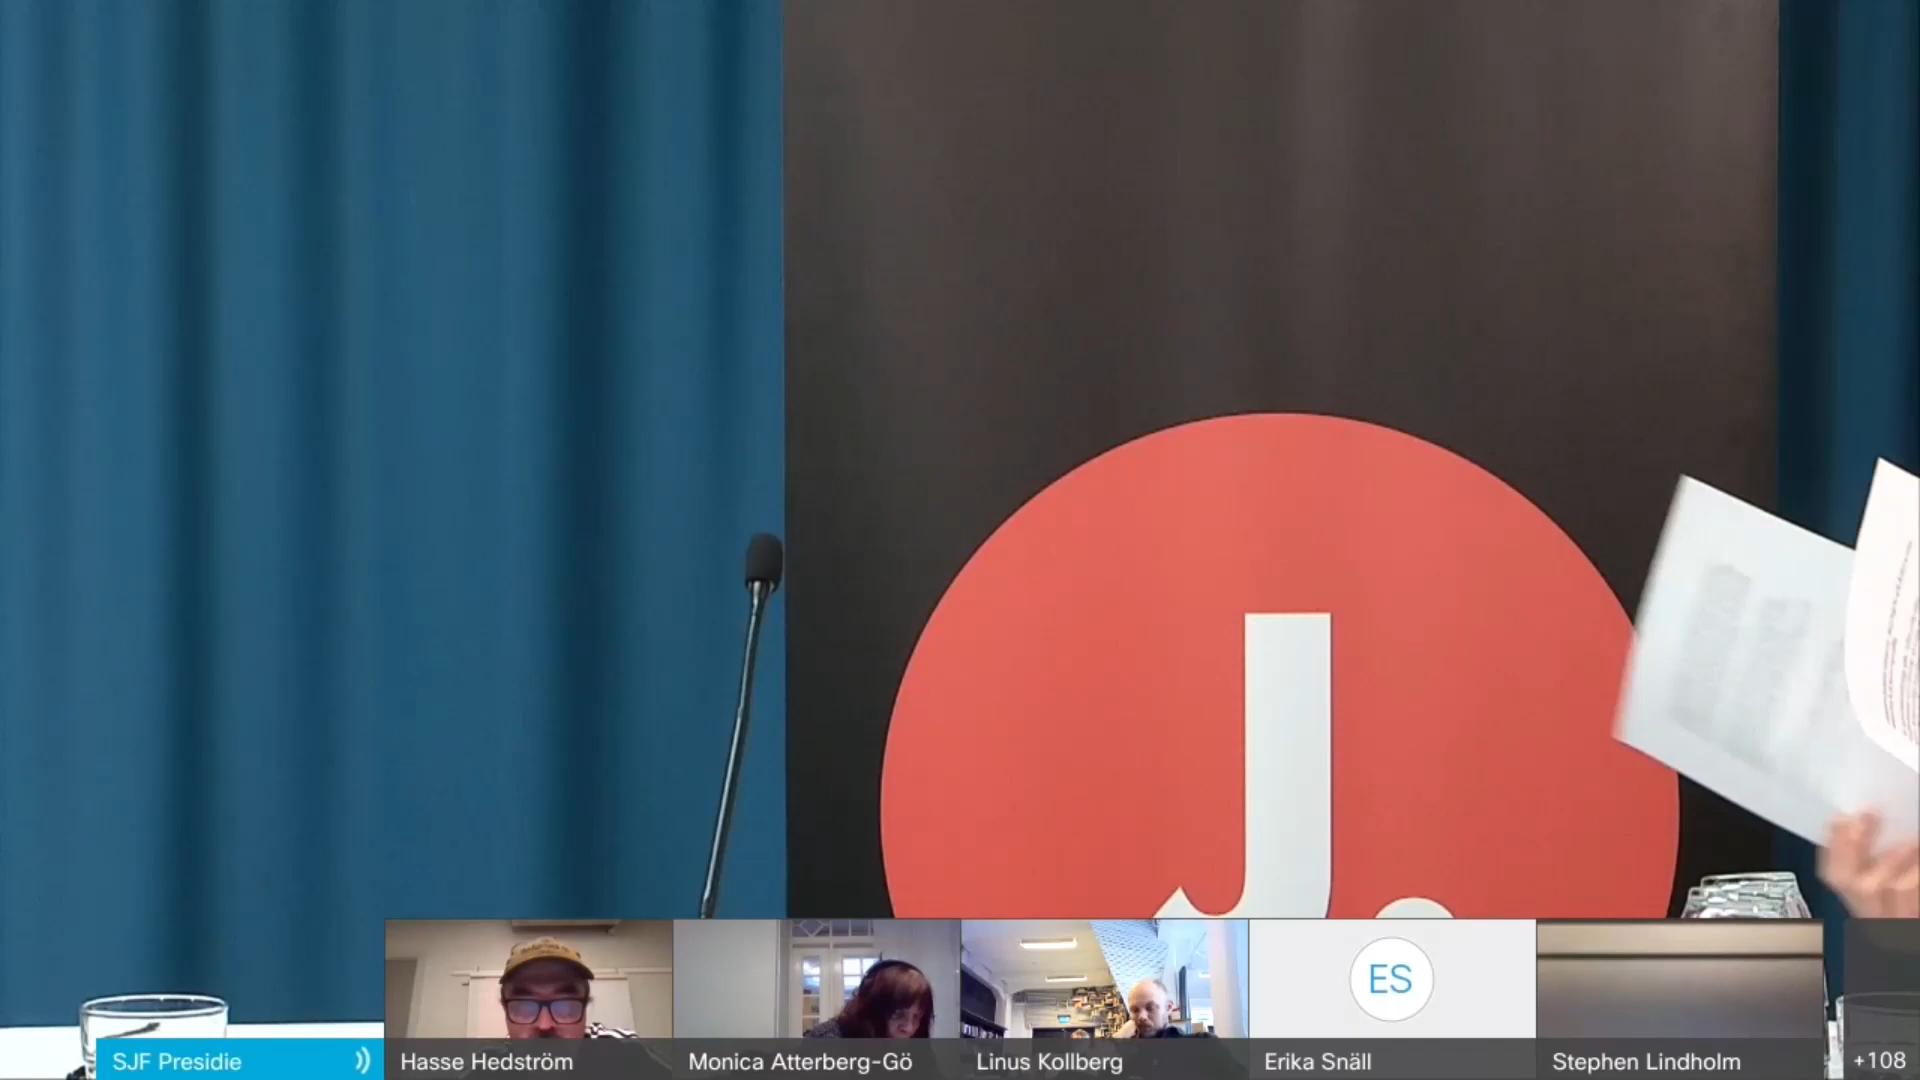 J.
SJF Presidie
Hasse Hedström
Monica Atterberg-Gö
Linus Kollberg
ES
Erika Snäll
Stephen Lindholm
+108